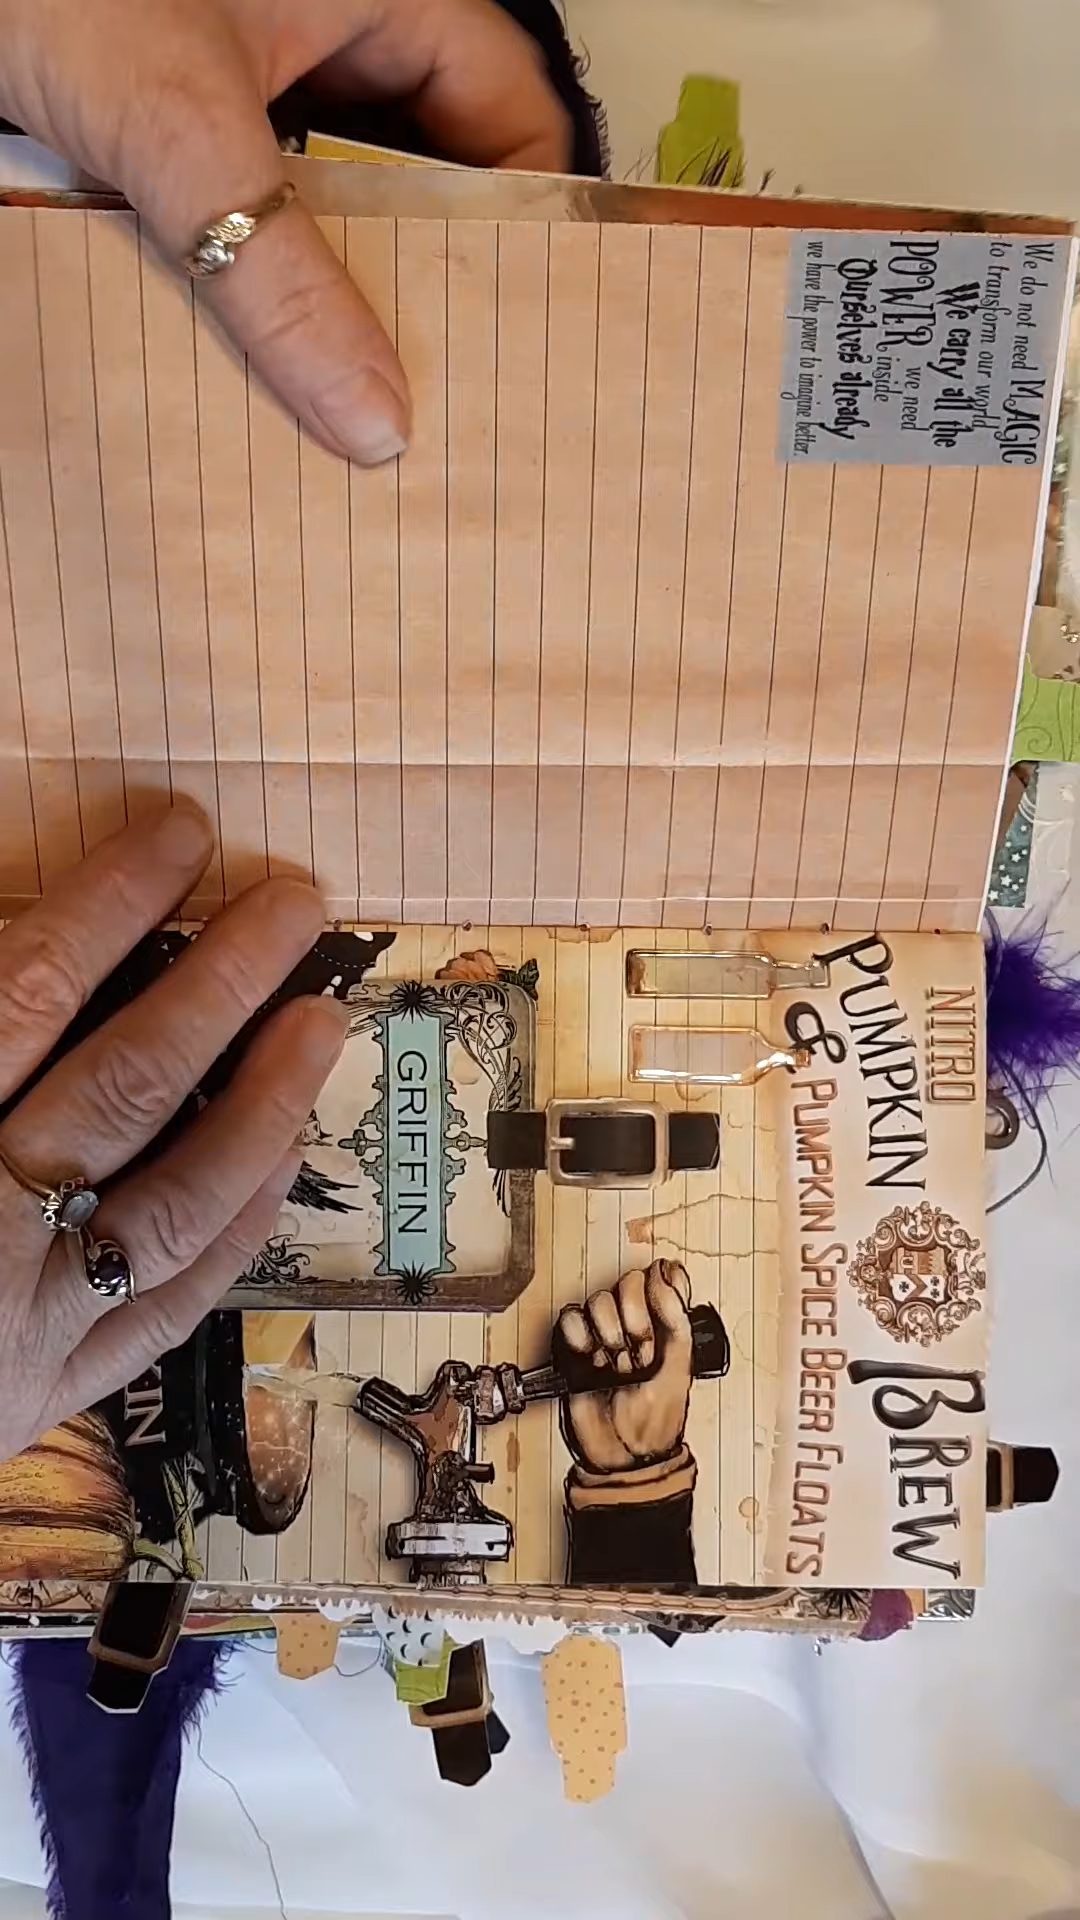 We do not need MAGIC
to transform our world
We carry all the
POWER we need
inside
Ourselves already
we have the power to imagine better.
NITRO
PUMPKIN BREW
& PUMPKIN SPICE BEER FLOATS
GRIFFIN